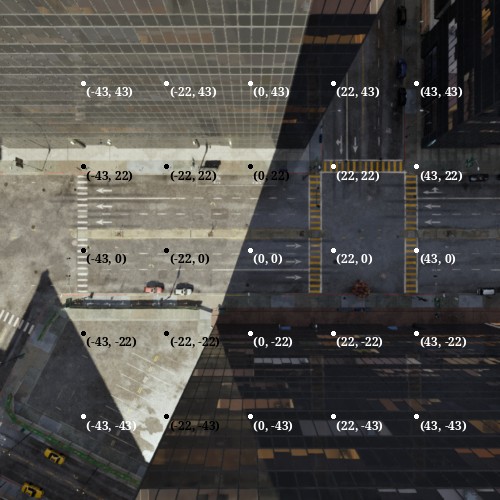 (-43, 43) (-22, 43) (0, 43) (22, 43) (43, 43)
(-43, 22) (-22, 22) (0, 22) (22, 22) (43, 22)
(-43, 0) (-22, 0) (0, 0) (22, 0) (43, 0)
(-43, -22) (-22, -22) (0, -22) (22, -22) (43, -22)
(-43, -43) (-22, -43) (0, -43) (22, -43) (43, -43)